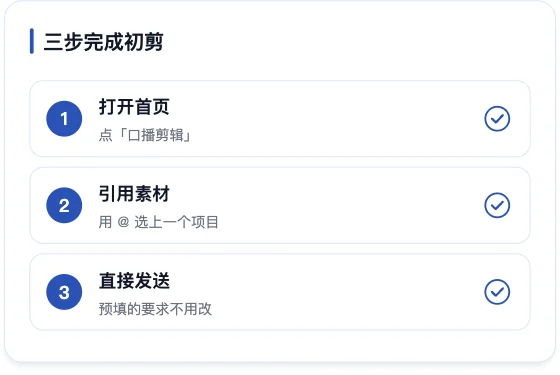 三步完成初剪
1
打开首页
点「口播剪辑」
2
引用素材
用 @ 选上一个项目
3
直接发送
预填的要求不用改